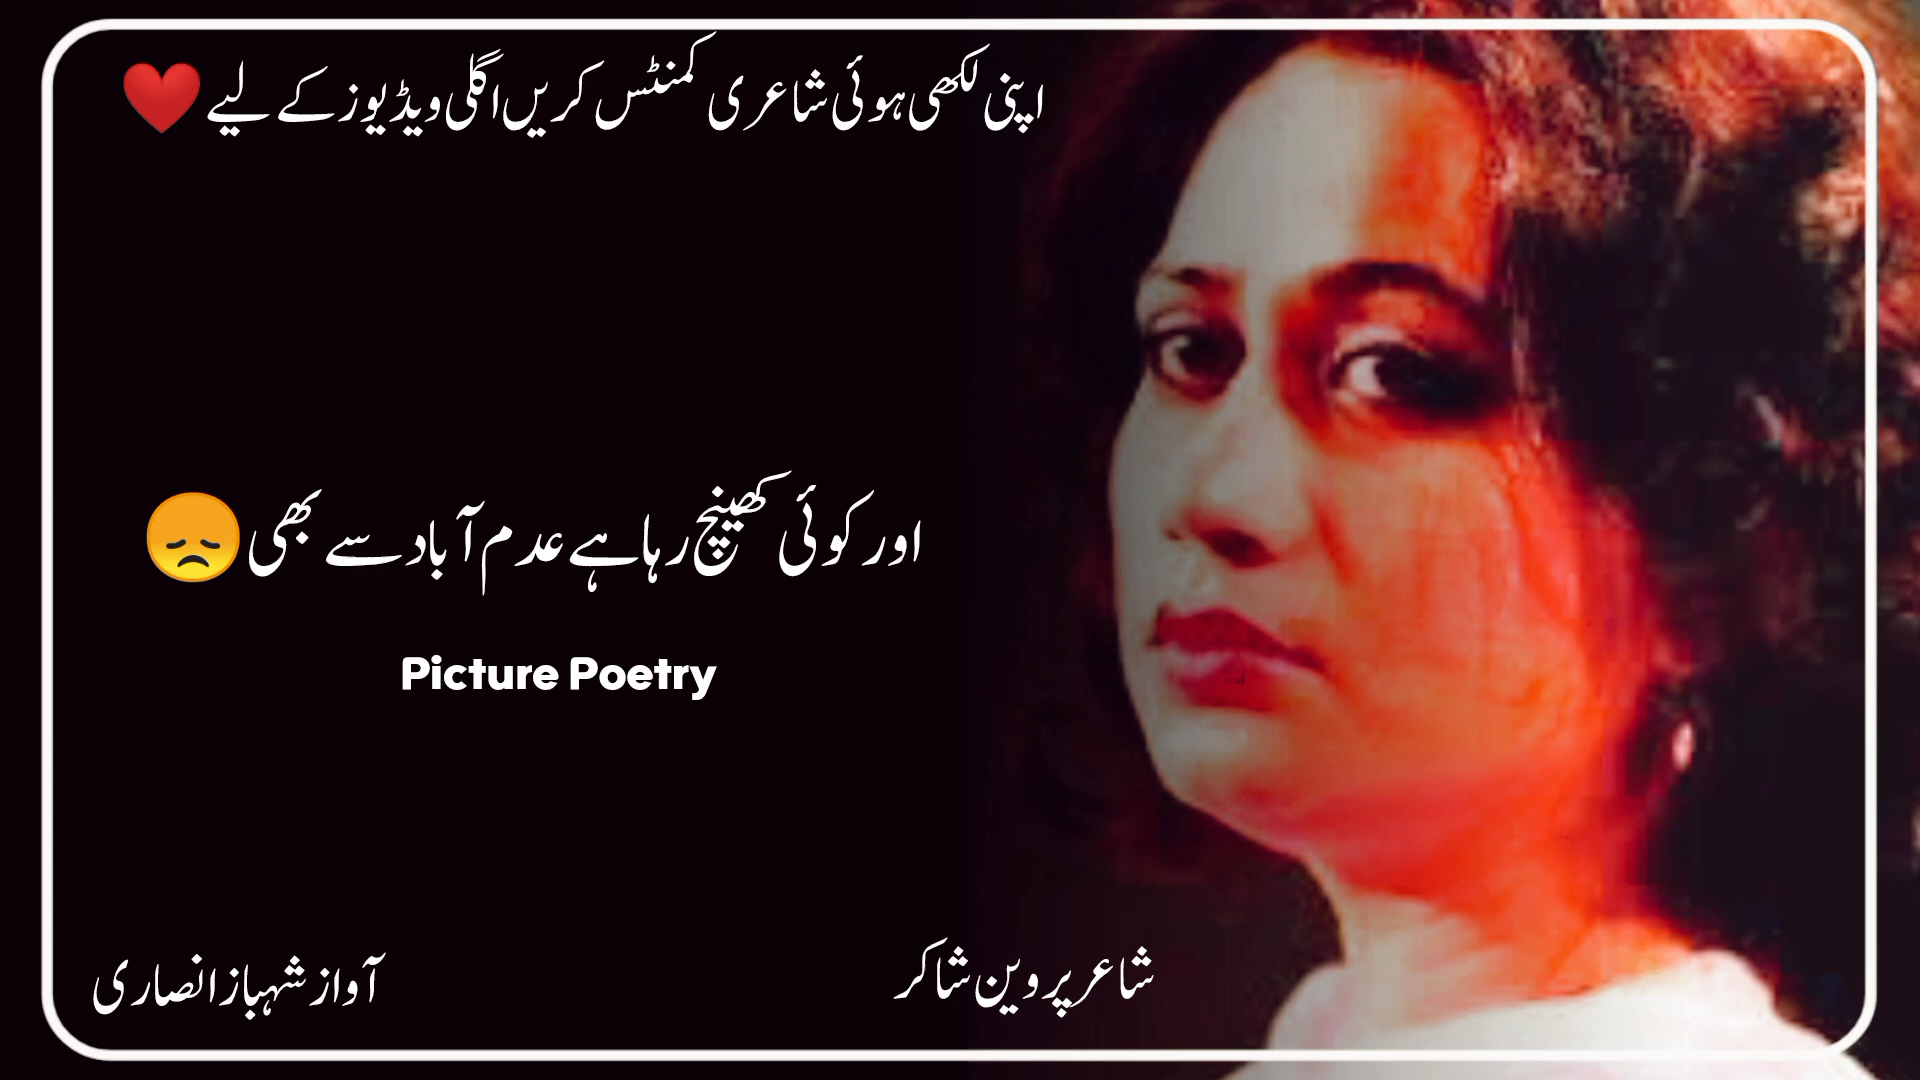 اپنی لکھی ہوئی شاعری کمنٹس کریں اگلی ویڈیوز کے لیے ❤️
اور کوئی کھینچ رہا ہے عدم آباد سے بھی 😞
Picture Poetry
شاعر پروین شاکر
آواز شہباز انصاری